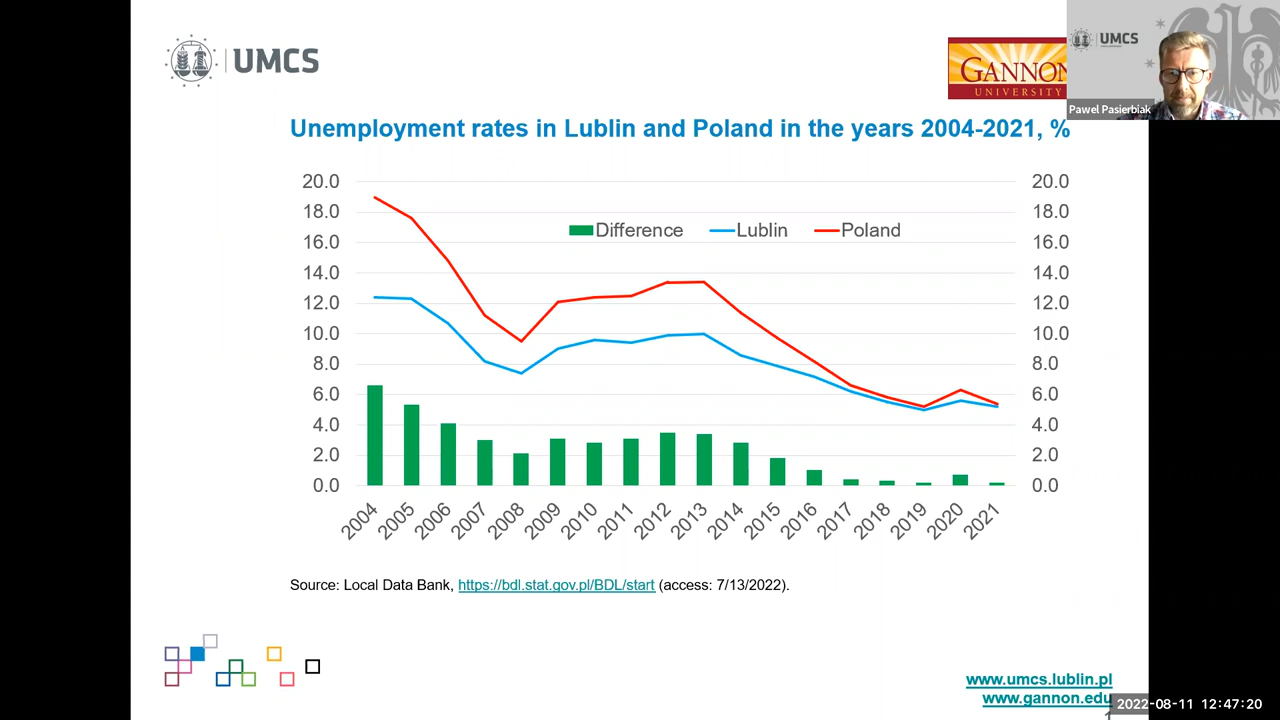 UMCS
GANNON
UNIVERSITY
UMCS
Pawel Pasierbiak
Unemployment rates in Lublin and Poland in the years 2004-2021, %
20.0 20.0
18.0 18.0
Difference Lublin Poland
16.0 16.0
14.0 14.0
12.0 12.0
10.0 10.0
8.0 8.0
6.0 6.0
4.0 4.0
2.0 2.0
0.0 0.0
2004 2005 2006 2007 2008 2009 2010 2011 2012 2013 2014 2015 2016 2017 2018 2019 2020 2021
Source: Local Data Bank, https://bdl.stat.gov.pl/BDL/start (access: 7/13/2022).
www.umcs.lublin.pl
www.gannon.edu
2022-08-11 12:47:20